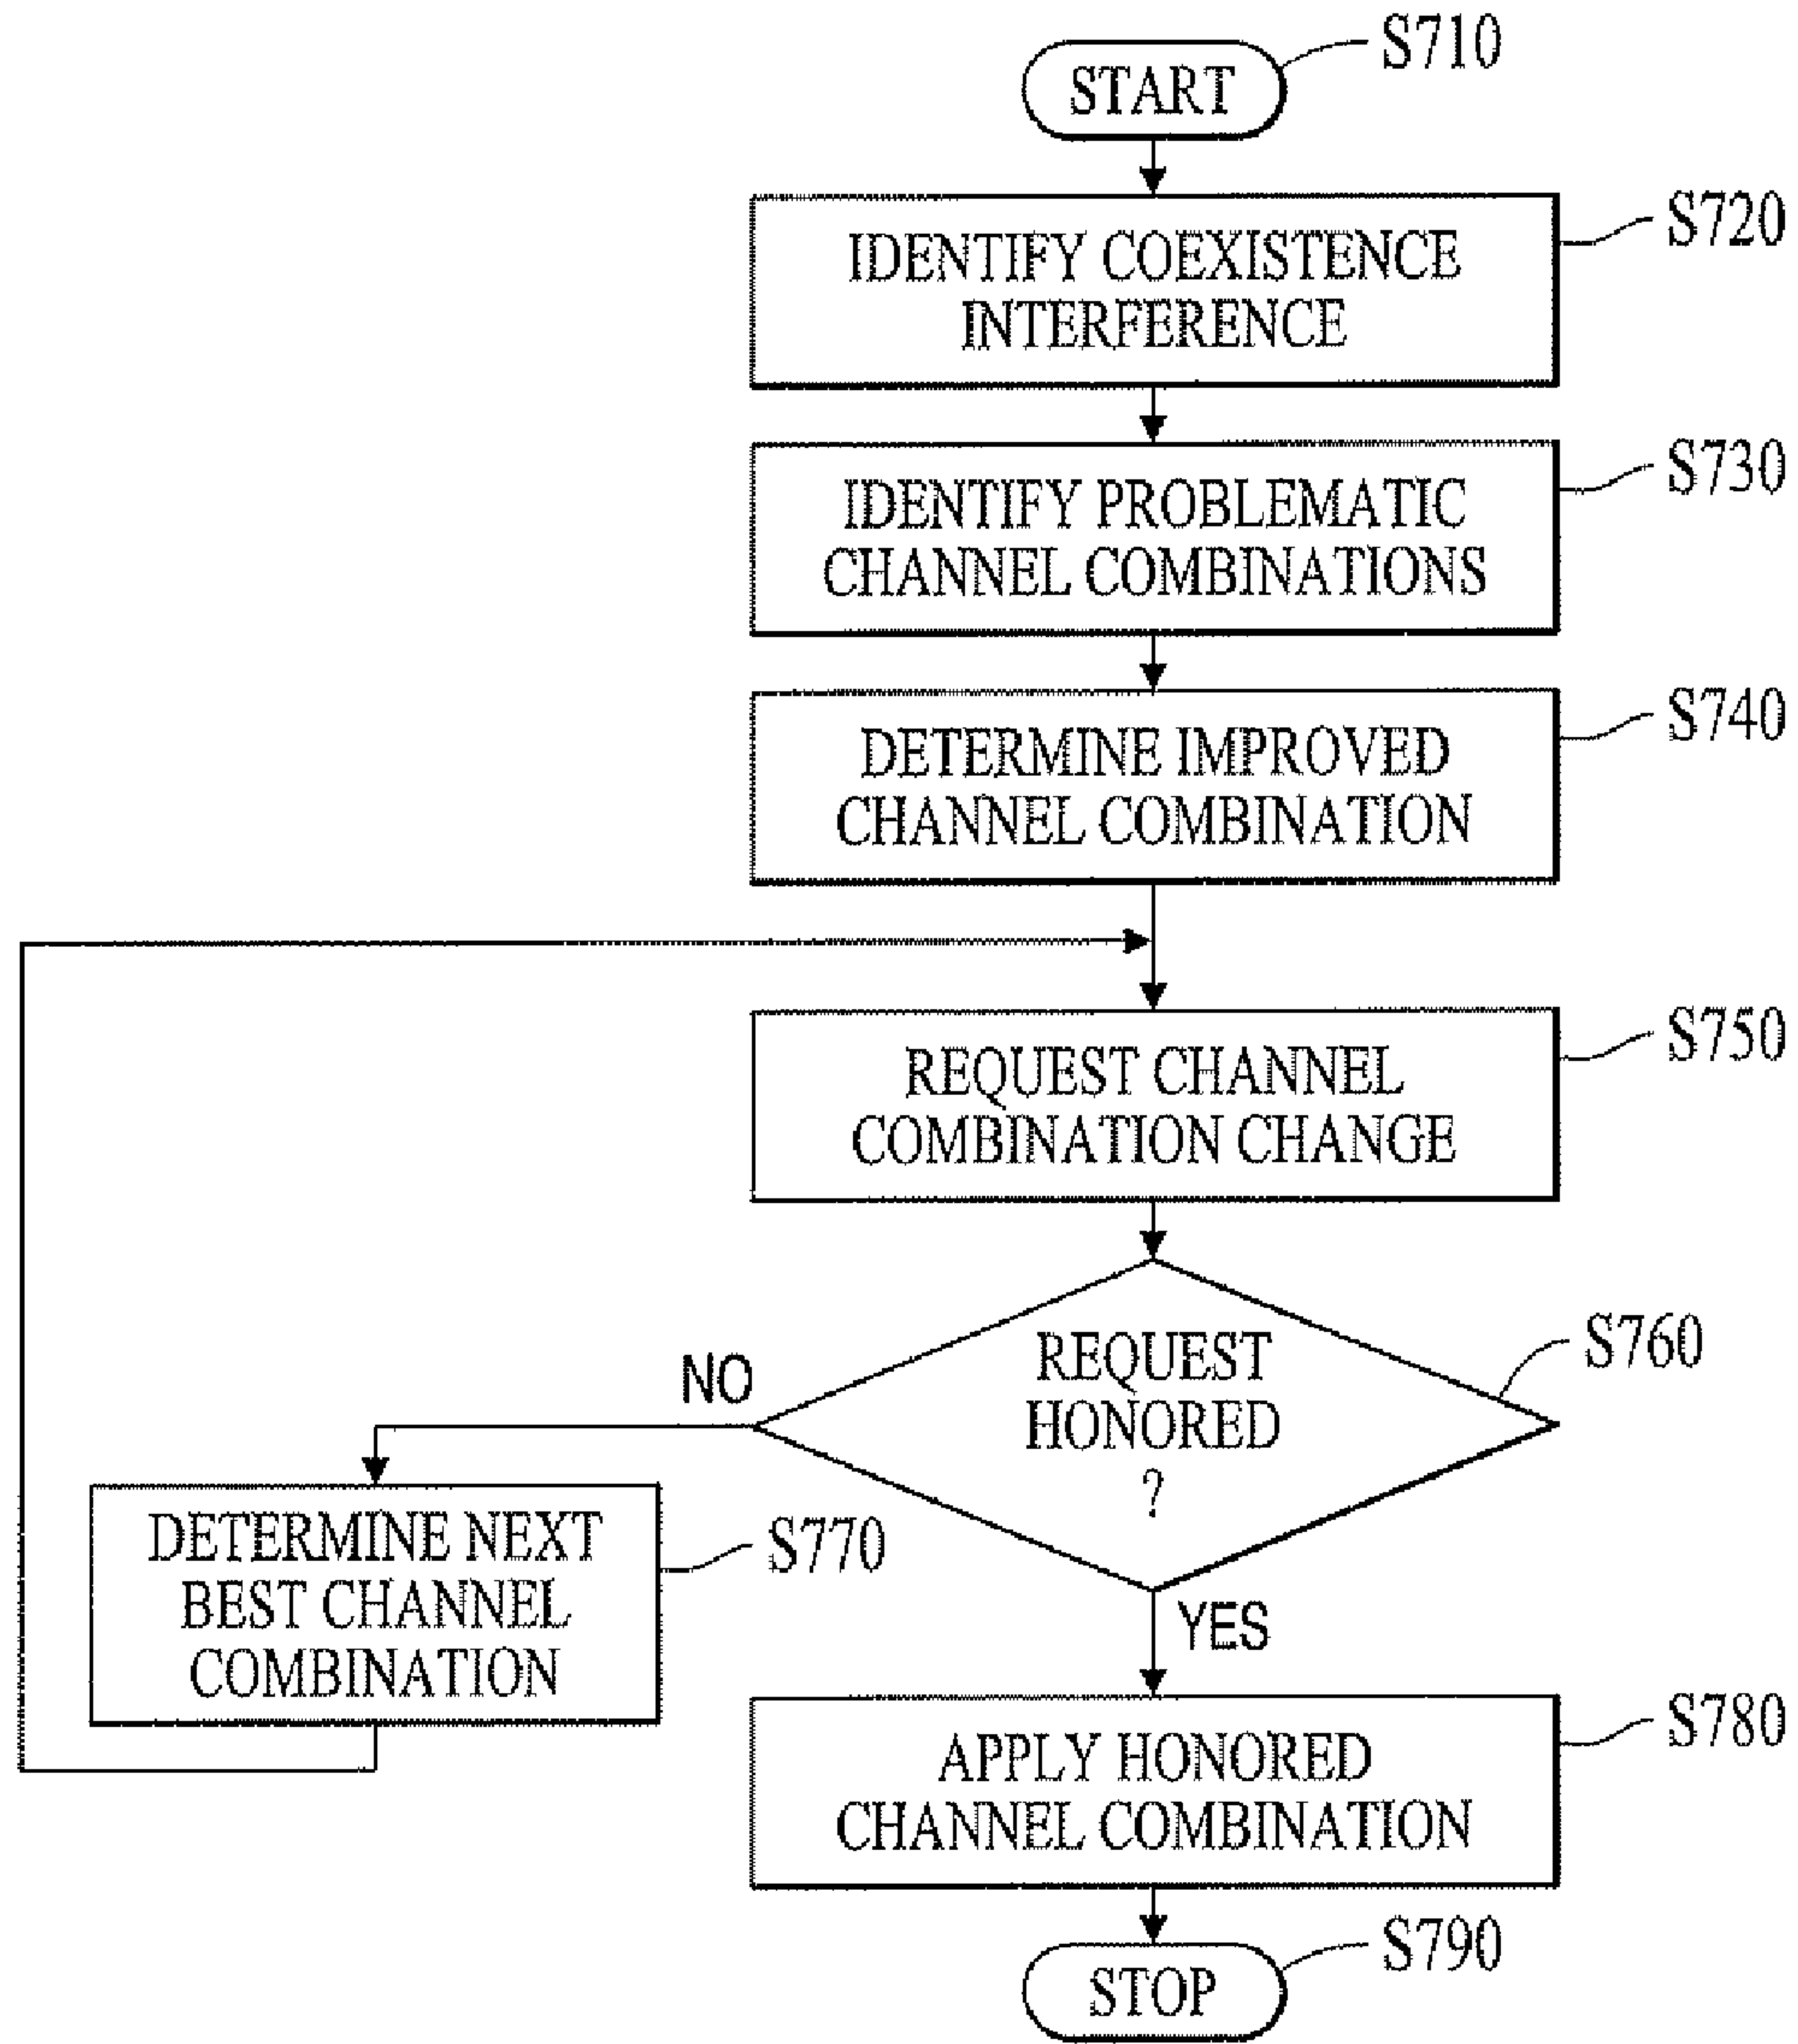 START
S710
IDENTIFY COEXISTENCE
INTERFERENCE
S720
IDENTIFY PROBLEMATIC
CHANNEL COMBINATIONS
S730
DETERMINE IMPROVED
CHANNEL COMBINATION
S740
REQUEST CHANNEL
COMBINATION CHANGE
S750
REQUEST
HONORED
?
S760
NO
DETERMINE NEXT
BEST CHANNEL
COMBINATION
S770
YES
APPLY HONORED
CHANNEL COMBINATION
S780
STOP
S790